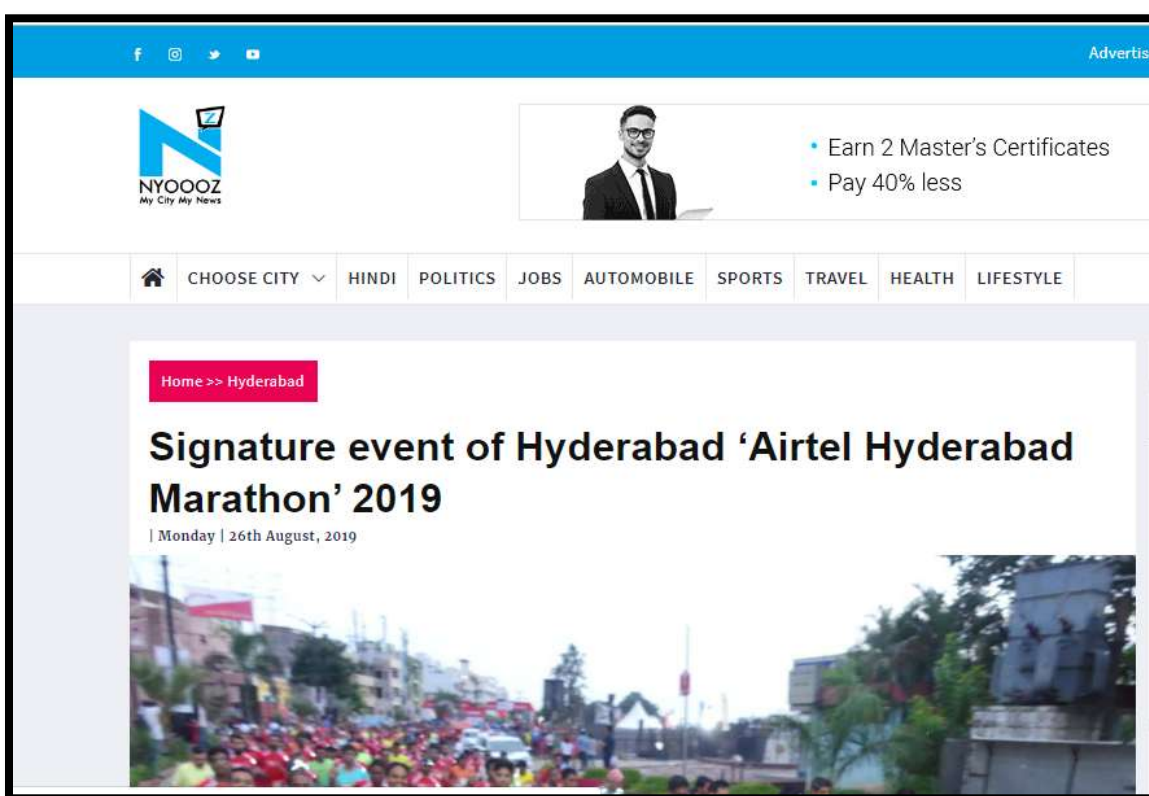 Advertis
Z
NYOOOZ
My City My News
• Earn 2 Master's Certificates
• Pay 40% less
CHOOSE CITY
HINDI
POLITICS
JOBS
AUTOMOBILE
SPORTS
TRAVEL
HEALTH
LIFESTYLE
Home >> Hyderabad
Signature event of Hyderabad ‘Airtel Hyderabad
Marathon’ 2019
| Monday | 26th August, 2019